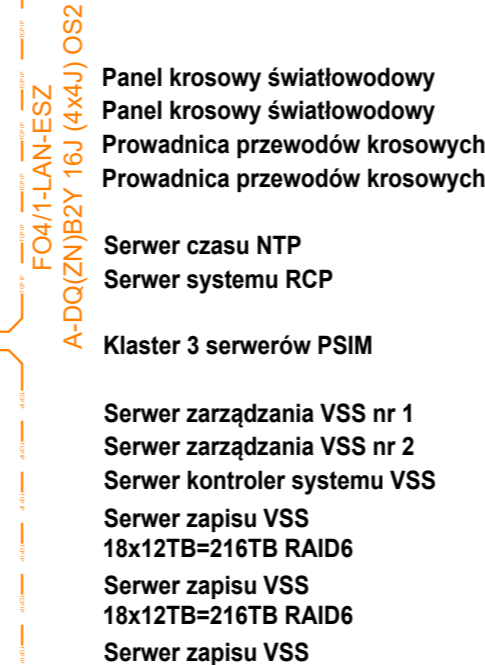 FO4/1-LAN-ESZ
A-DQ(ZN)B2Y 16J (4x4J) OS2
Panel krosowy światłowodowy
Panel krosowy światłowodowy
Prowadnica przewodów krosowych
Prowadnica przewodów krosowych
Serwer czasu NTP
Serwer systemu RCP
Klaster 3 serwerów PSIM
Serwer zarządzania VSS nr 1
Serwer zarządzania VSS nr 2
Serwer kontroler systemu VSS
Serwer zapisu VSS
18x12TB=216TB RAID6
Serwer zapisu VSS
18x12TB=216TB RAID6
Serwer zapisu VSS